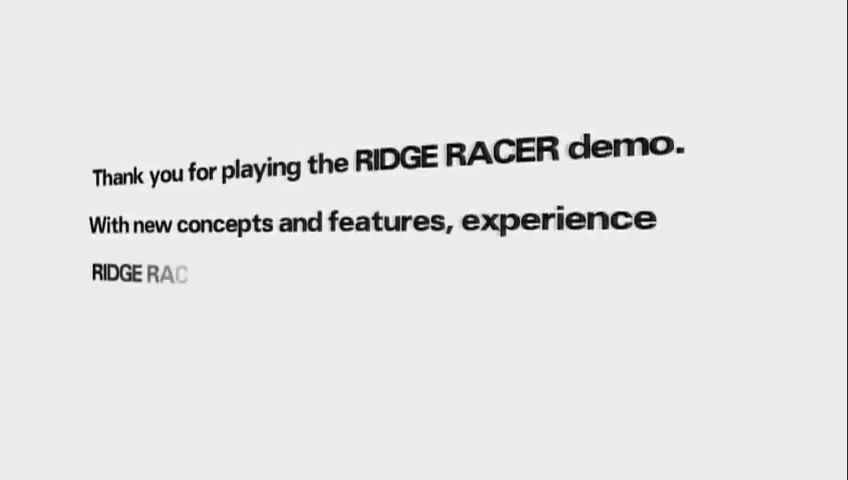 Thank you for playing the RIDGE RACER demo.
With new concepts and features, experience
RIDGE RAC